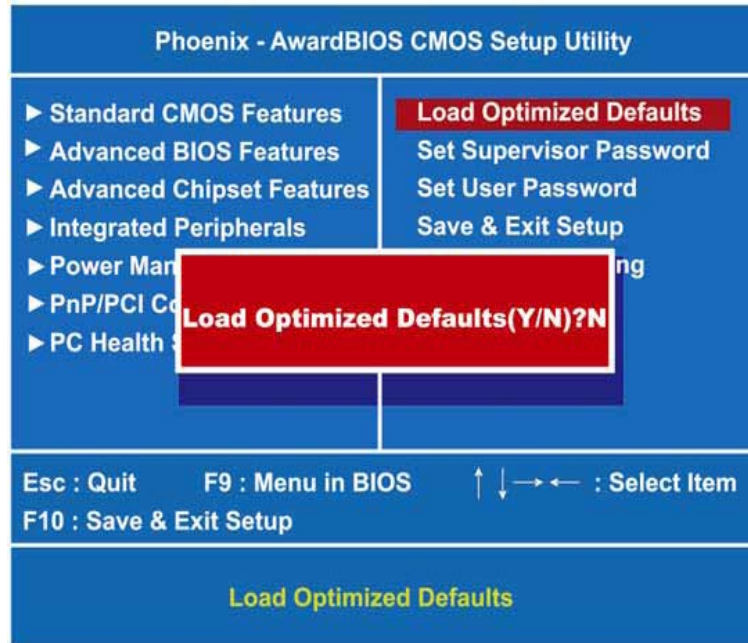 Phoenix - AwardBIOS CMOS Setup Utility
▶ Standard CMOS Features
▶ Advanced BIOS Features
▶ Advanced Chipset Features
▶ Integrated Peripherals
▶ Power Man
▶ PnP/PCI Co
▶ PC Health
Load Optimized Defaults
Set Supervisor Password
Set User Password
Save & Exit Setup
ng
Load Optimized Defaults(Y/N)?N
Esc : Quit F9 : Menu in BIOS ↑ ↓ → ← : Select Item
F10 : Save & Exit Setup
Load Optimized Defaults